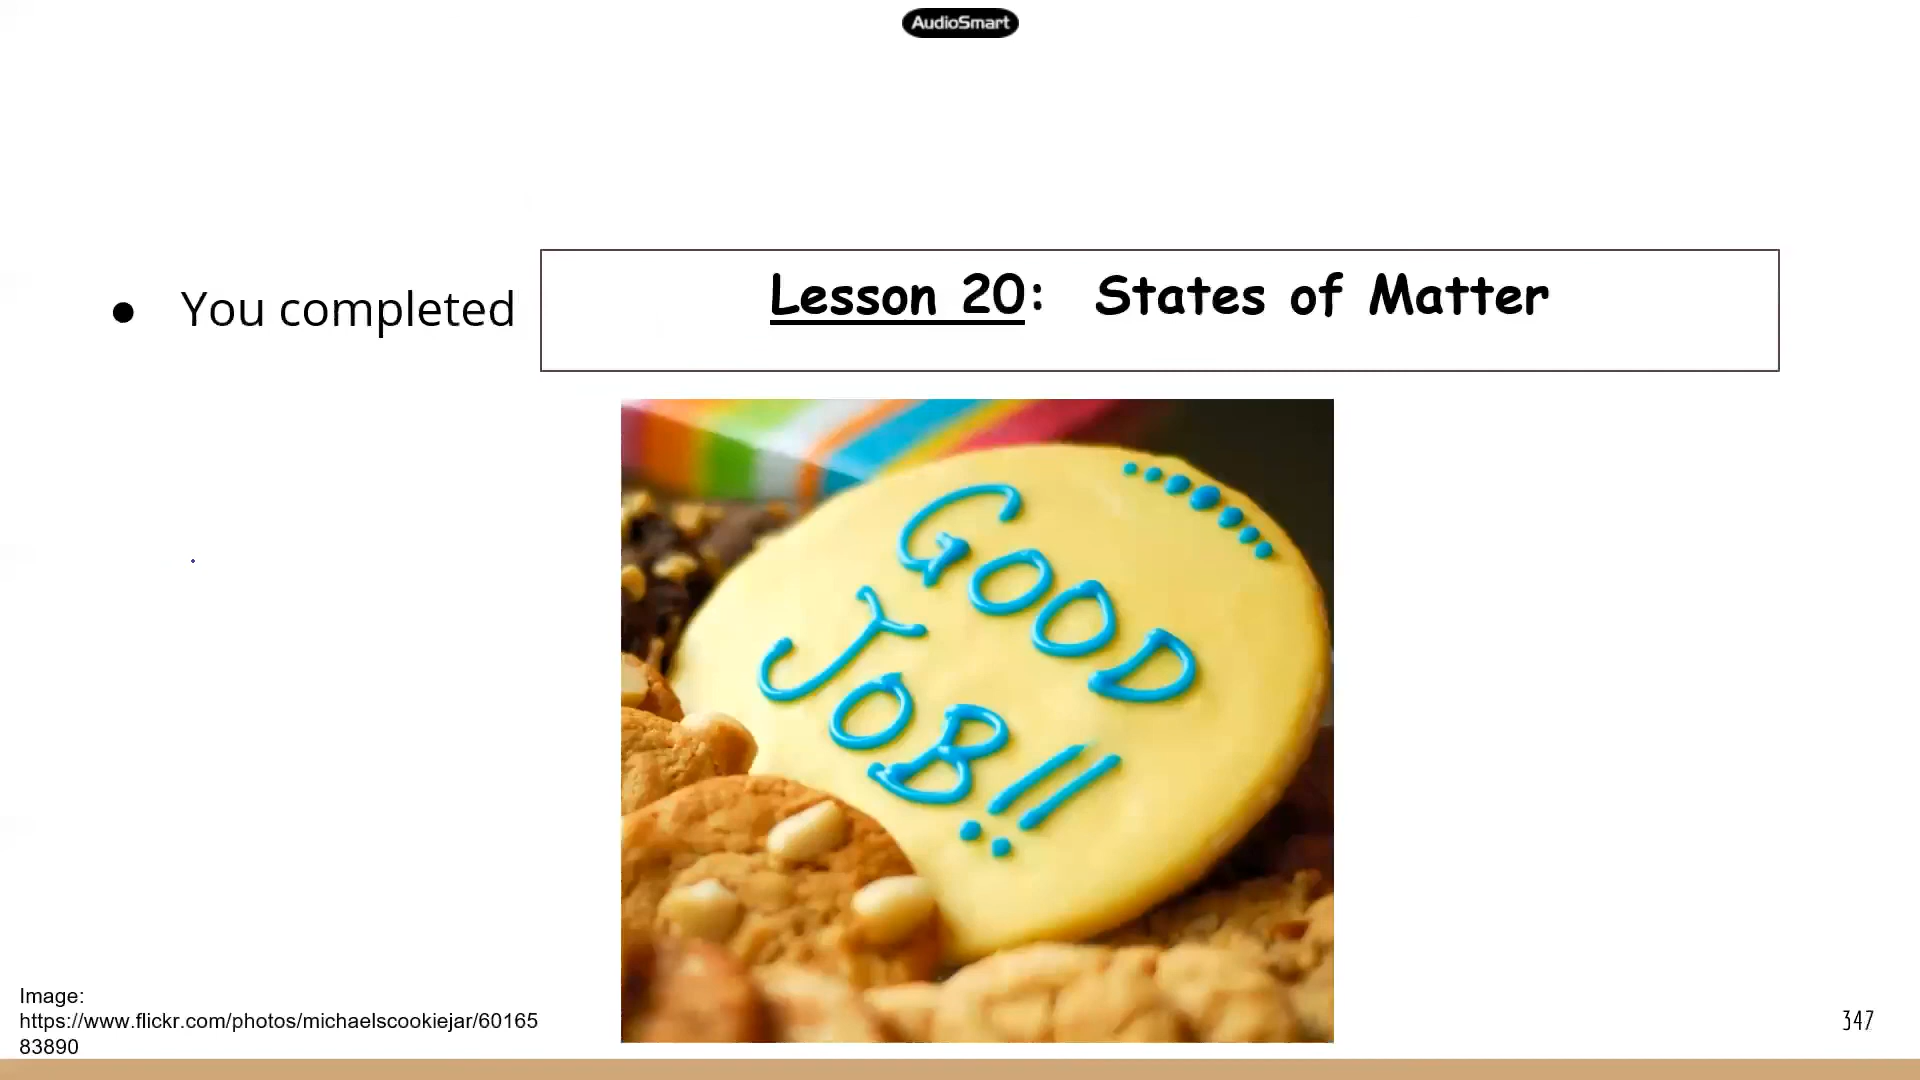 AudioSmart
● You completed
Lesson 20:  States of Matter
GOOD
JOB!!
Image:
https://www.flickr.com/photos/michaelscookiejar/60165
83890
347